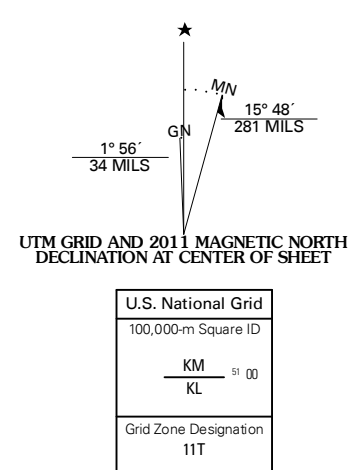 ★
MN
GN
15° 48´
281 MILS
1° 56´
34 MILS
UTM GRID AND 2011 MAGNETIC NORTH
DECLINATION AT CENTER OF SHEET
U.S. National Grid
100,000-m Square ID
KM
51 00
KL
Grid Zone Designation
11T